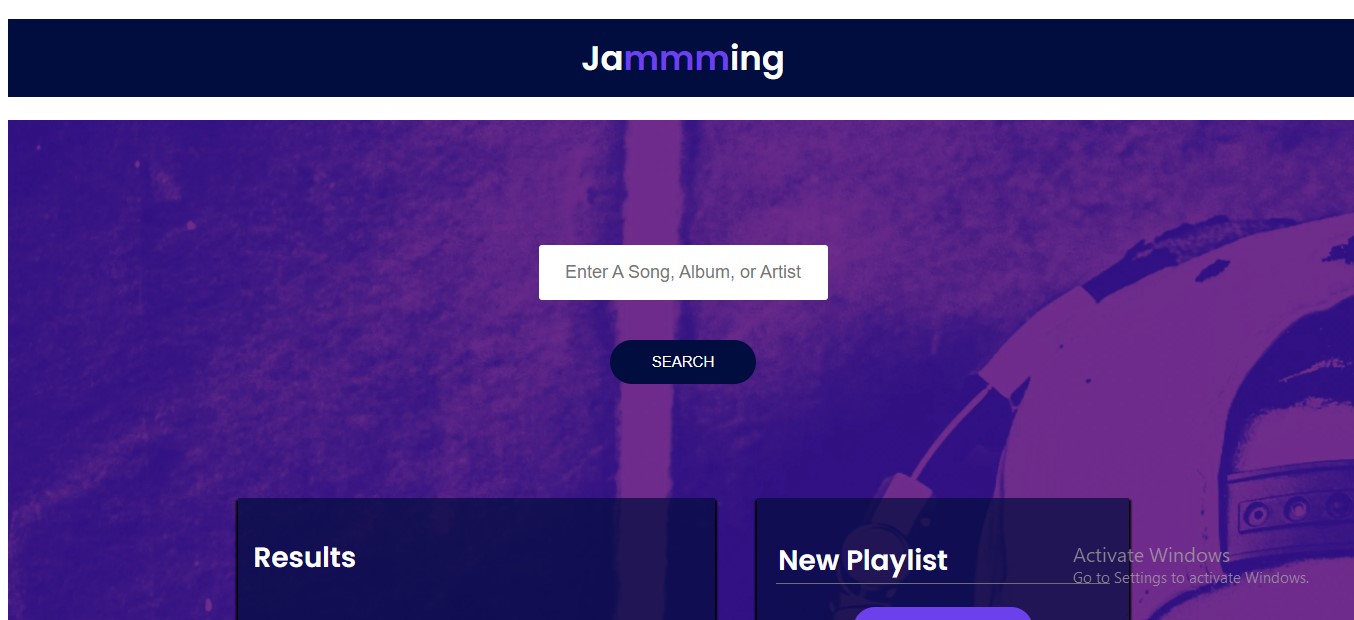 Jammming
Enter A Song, Album, or Artist
SEARCH
Results
New Playlist
Activate Windows
Go to Settings to activate Windows.